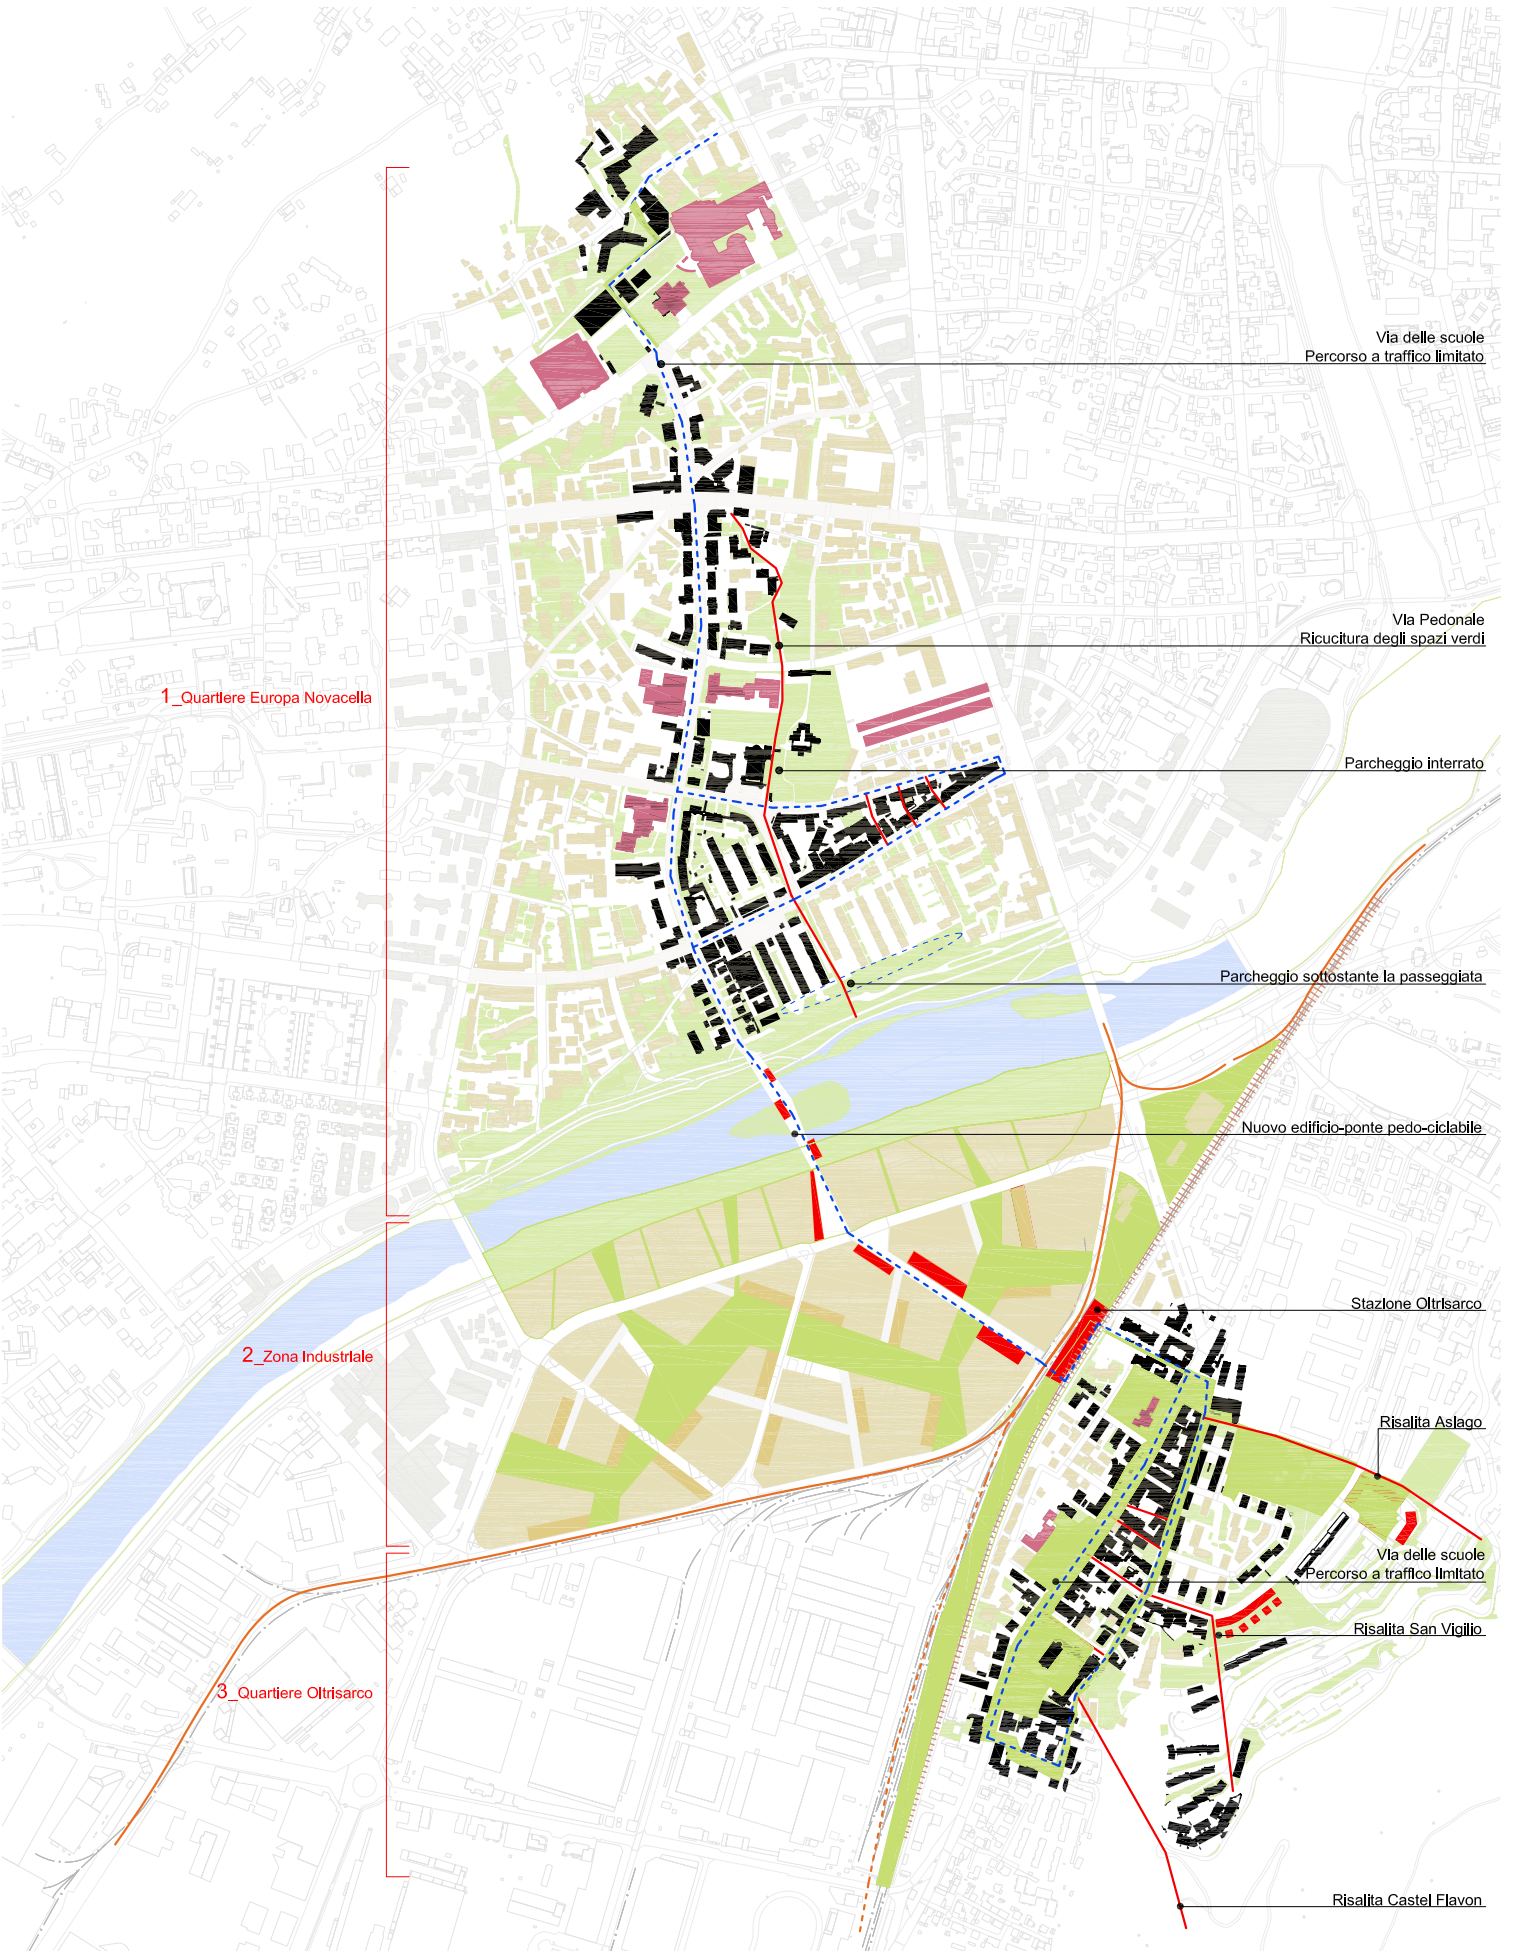 Via delle scuole
Percorso a traffico limitato
VIa Pedonale
Ricucitura degli spazi verdi
1_Quartiere Europa Novacella
Parcheggio interrato
Parcheggio sottostante la passeggiata
Nuovo edificio-ponte pedo-ciclabile
Stazione Oltrisarco
2_Zona Industriale
Risalita Aslago
Via delle scuole
Percorso a traffico limitato
Risalita San Vigilio
3_Quartiere Oltrisarco
Risalita Castel Flavon